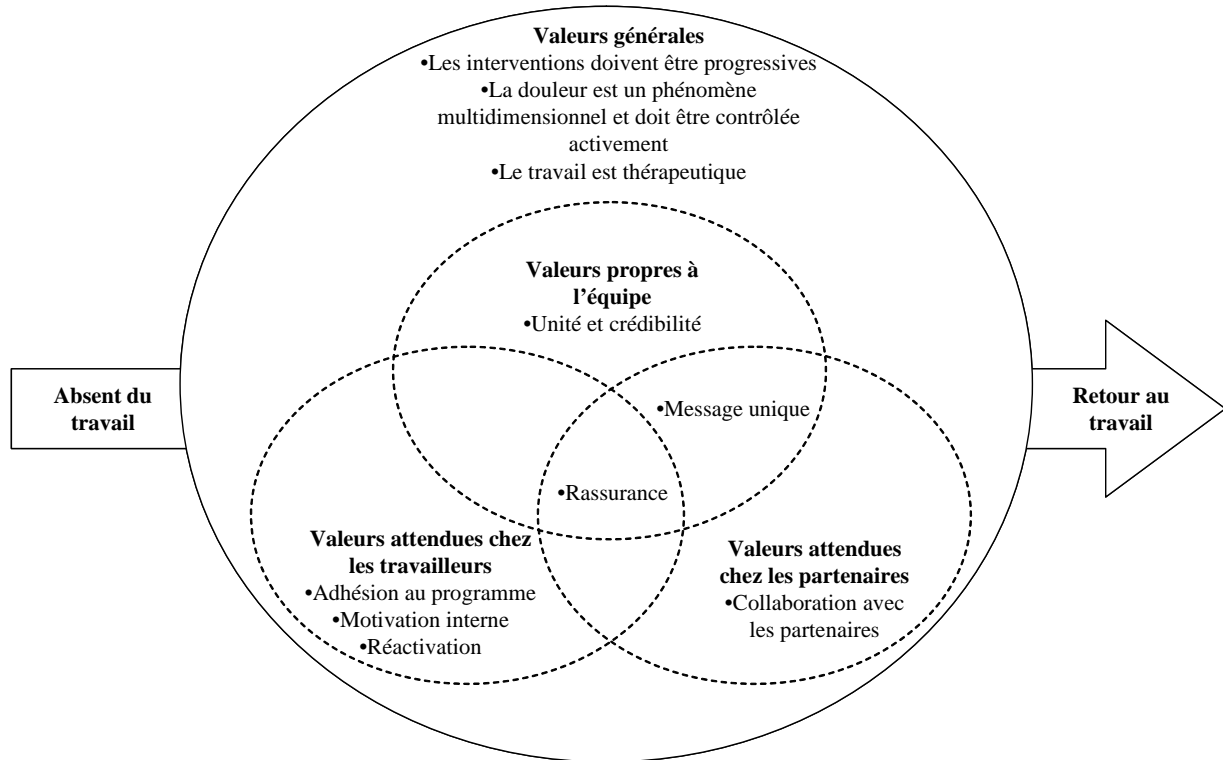 Valeurs générales
•Les interventions doivent être progressives
•La douleur est un phénomène
multidimensionnel et doit être contrôlée
activement
•Le travail est thérapeutique
Valeurs propres à
l’équipe
•Unité et crédibilité
Absent du
travail
Retour au
travail
•Message unique
•Rassurance
Valeurs attendues chez
les travailleurs
•Adhésion au programme
•Motivation interne
•Réactivation
Valeurs attendues
chez les partenaires
•Collaboration avec
les partenaires